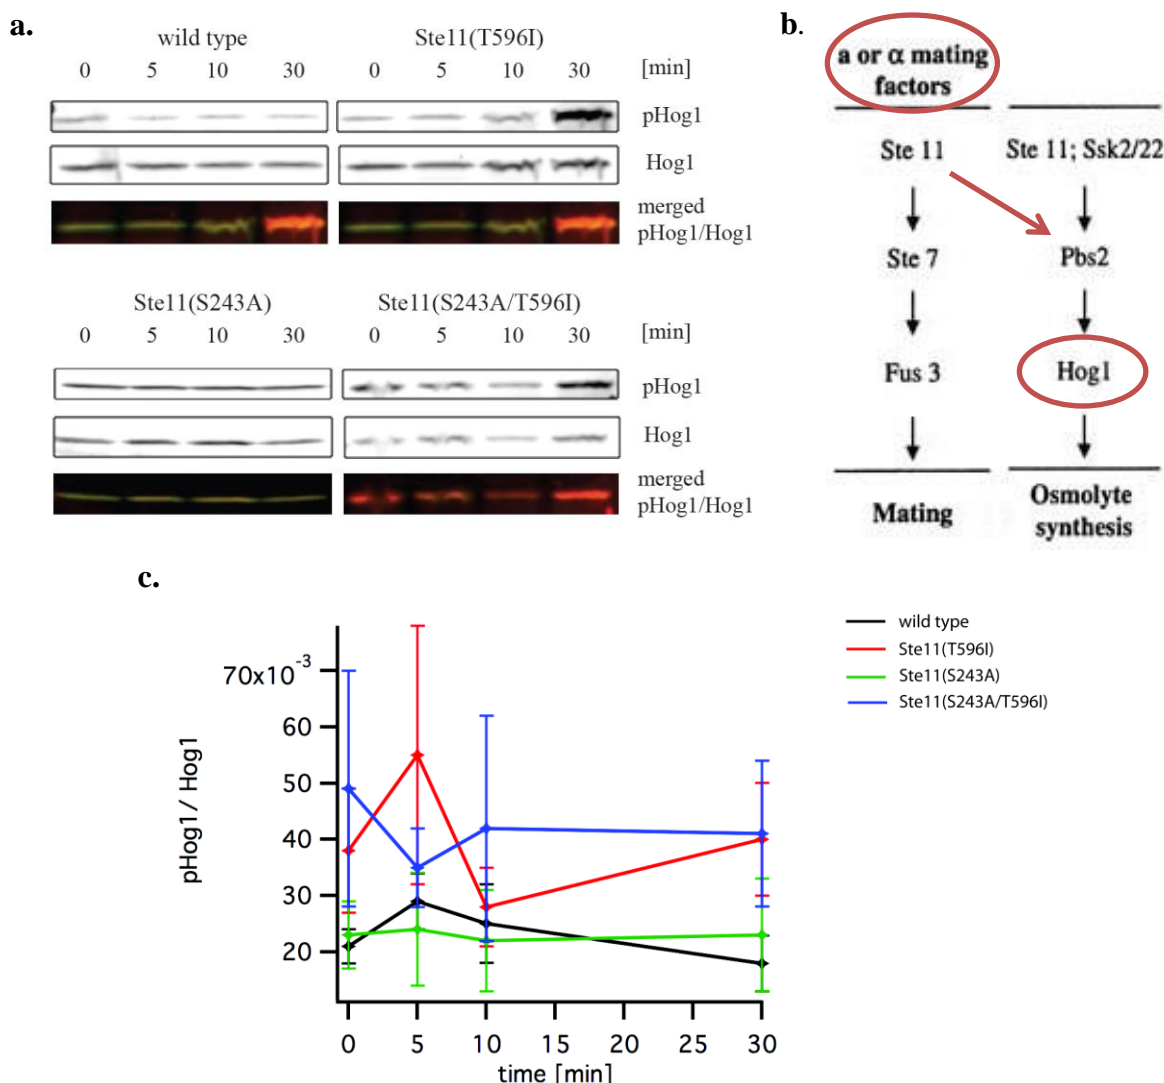 a.
wild type
0 5 10 30
Ste11(T596I)
0 5 10 30 [min]
pHog1
Hog1
merged
pHog1/Hog1
Ste11(S243A)
0 5 10 30
Ste11(S243A/T596I)
0 5 10 30 [min]
pHog1
Hog1
merged
pHog1/Hog1
b.
a or α mating
factors
Ste 11
Ste 11; Ssk2/22
Ste 7
Pbs2
Fus 3
Hog1
Mating
Osmolyte
synthesis
c.
pHog1/ Hog1
70x10⁻³
60
50
40
30
20
0 5 10 15 20 25 30
time [min]
wild type
Ste11(T596I)
Ste11(S243A)
Ste11(S243A/T596I)